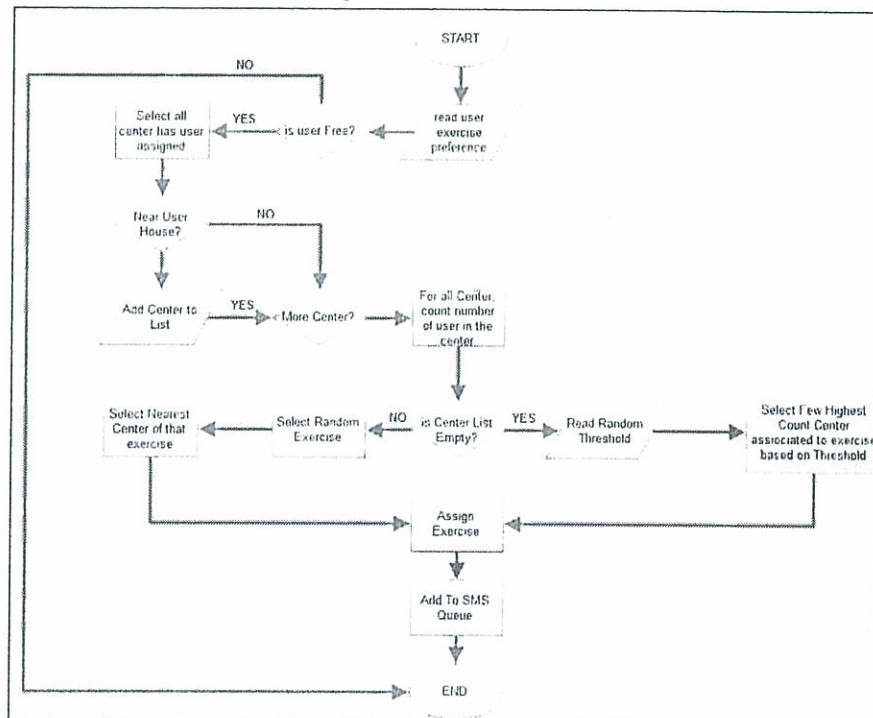 START
NO
Select all
center has user
assigned
YES
is user Free?
read user
exercise
preference
Near User
House?
NO
Add Center to
List
YES
More Center?
For all Center,
count number
of user in the
center
Select Nearest
Center of that
exercise
Select Random
Exercise
NO
is Center List
Empty?
YES
Read Random
Threshold
Select Few Highest
Count Center
assiociated to exercise
based on Threshold
Assign
Exercise
Add To SMS
Queue
END